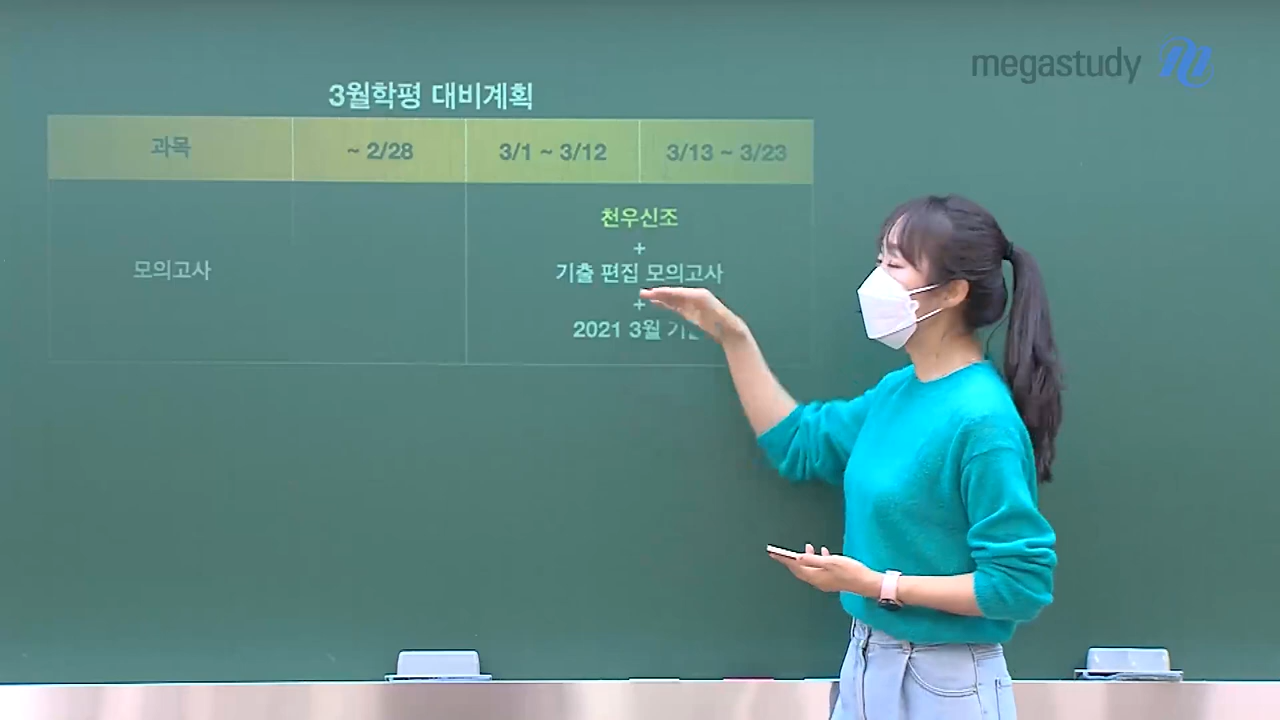 megastudy
3월학평 대비계획
과목
~ 2/28
3/1 ~ 3/12
3/13 ~ 3/23
모의고사
천우신조
+
기출 편집 모의고사
+
2021 3월